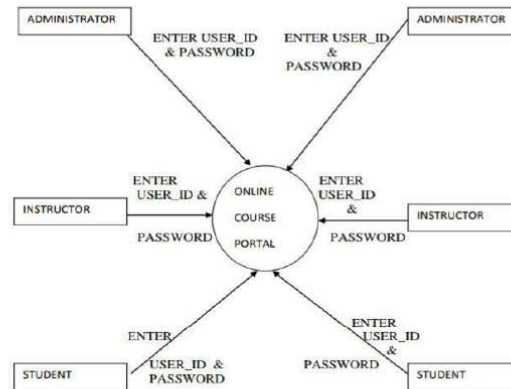 ADMINISTRATOR
ADMINISTRATOR
ENTER USER_ID
& PASSWORD
ENTER USER_ID
&
PASSWORD
INSTRUCTOR
ENTER
USER_ID &
PASSWORD
ONLINE
COURSE
PORTAL
ENTER
USER_ID
&
PASSWORD
INSTRUCTOR
STUDENT
ENTER
USER_ID &
PASSWORD
ENTER
USER_ID
&
PASSWORD
STUDENT